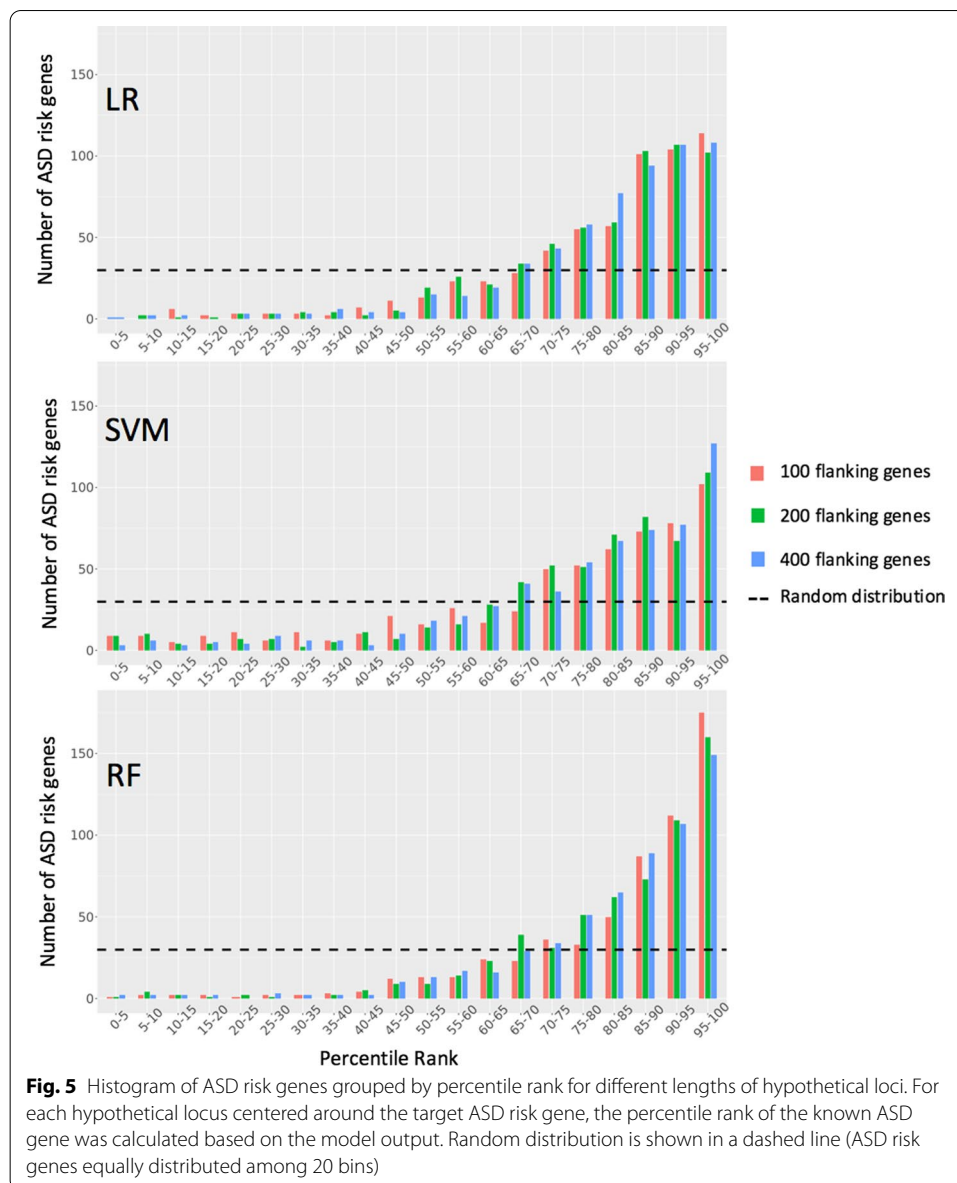 LR
Number of ASD risk genes
150
100
50
0
0-5 5-10 10-15 15-20 20-25 25-30 30-35 35-40 40-45 45-50 50-55 55-60 60-65 65-70 70-75 75-80 80-85 85-90 90-95 95-100
SVM
Number of ASD risk genes
150
100
50
0
0-5 5-10 10-15 15-20 20-25 25-30 30-35 35-40 40-45 45-50 50-55 55-60 60-65 65-70 70-75 75-80 80-85 85-90 90-95 95-100
100 flanking genes
200 flanking genes
400 flanking genes
Random distribution
RF
Number of ASD risk genes
150
100
50
0
0-5 5-10 10-15 15-20 20-25 25-30 30-35 35-40 40-45 45-50 50-55 55-60 60-65 65-70 70-75 75-80 80-85 85-90 90-95 95-100
Percentile Rank
Fig. 5 Histogram of ASD risk genes grouped by percentile rank for different lengths of hypothetical loci. For
each hypothetical locus centered around the target ASD risk gene, the percentile rank of the known ASD
gene was calculated based on the model output. Random distribution is shown in a dashed line (ASD risk
genes equally distributed among 20 bins)